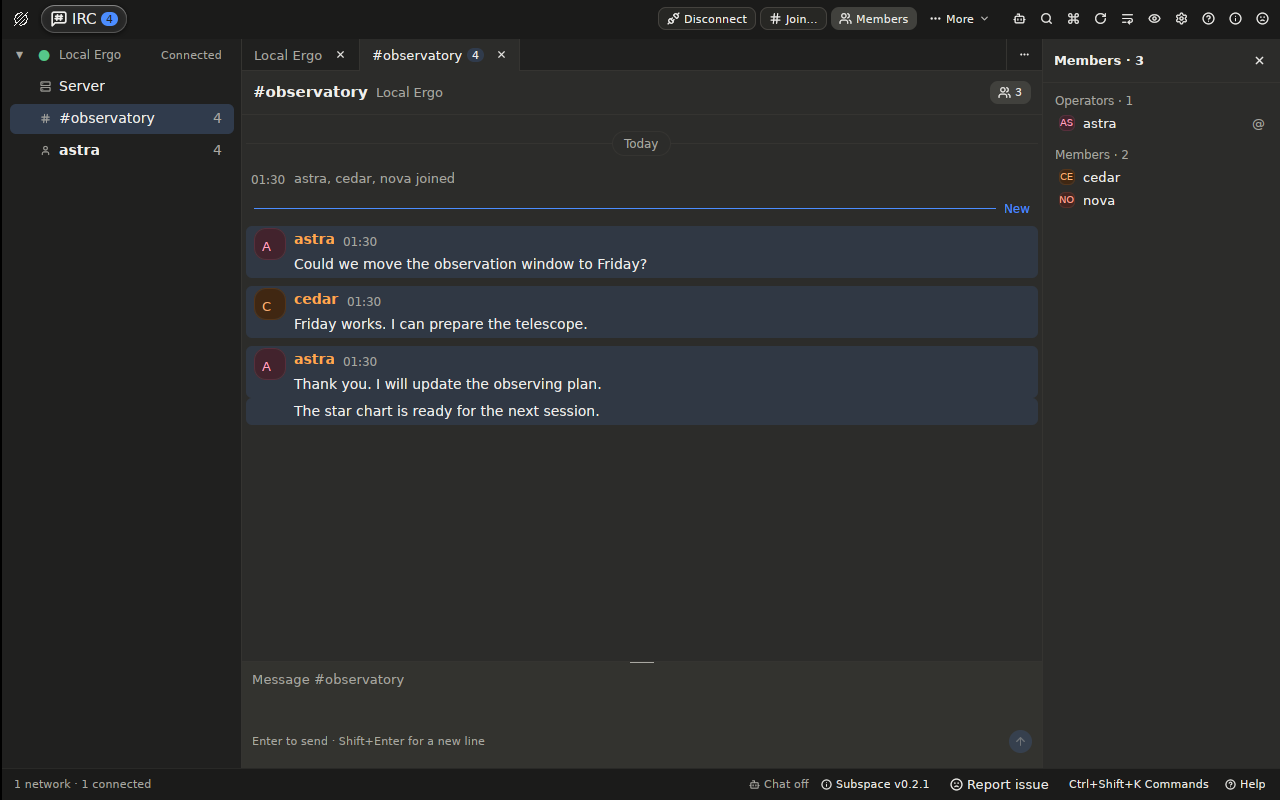 IRC 4
Disconnect
Join...
Members
More
Local Ergo Connected
Server
#observatory 4
astra 4
Local Ergo
#observatory 4
#observatory Local Ergo
3
Today
01:30 astra, cedar, nova joined
New
A
astra 01:30
Could we move the observation window to Friday?
C
cedar 01:30
Friday works. I can prepare the telescope.
A
astra 01:30
Thank you. I will update the observing plan.
The star chart is ready for the next session.
Message #observatory
Enter to send · Shift+Enter for a new line
Members · 3
Operators · 1
AS astra @
Members · 2
CE cedar
NO nova
1 network · 1 connected
Chat off
Subspace v0.2.1
Report issue
Ctrl+Shift+K Commands
Help